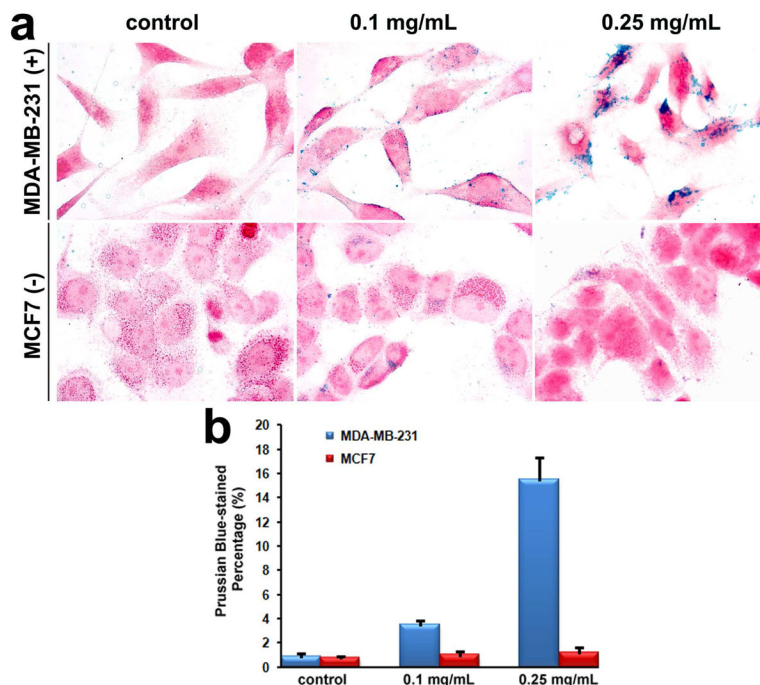 a
control
0.1 mg/mL
0.25 mg/mL
MDA-MB-231 (+)
MCF7 (-)
b
Prussian Blue-stained
Percentage (%)
20
18
16
14
12
10
8
6
4
2
0
MDA-MB-231
MCF7
control
0.1 mg/mL
0.25 mg/mL